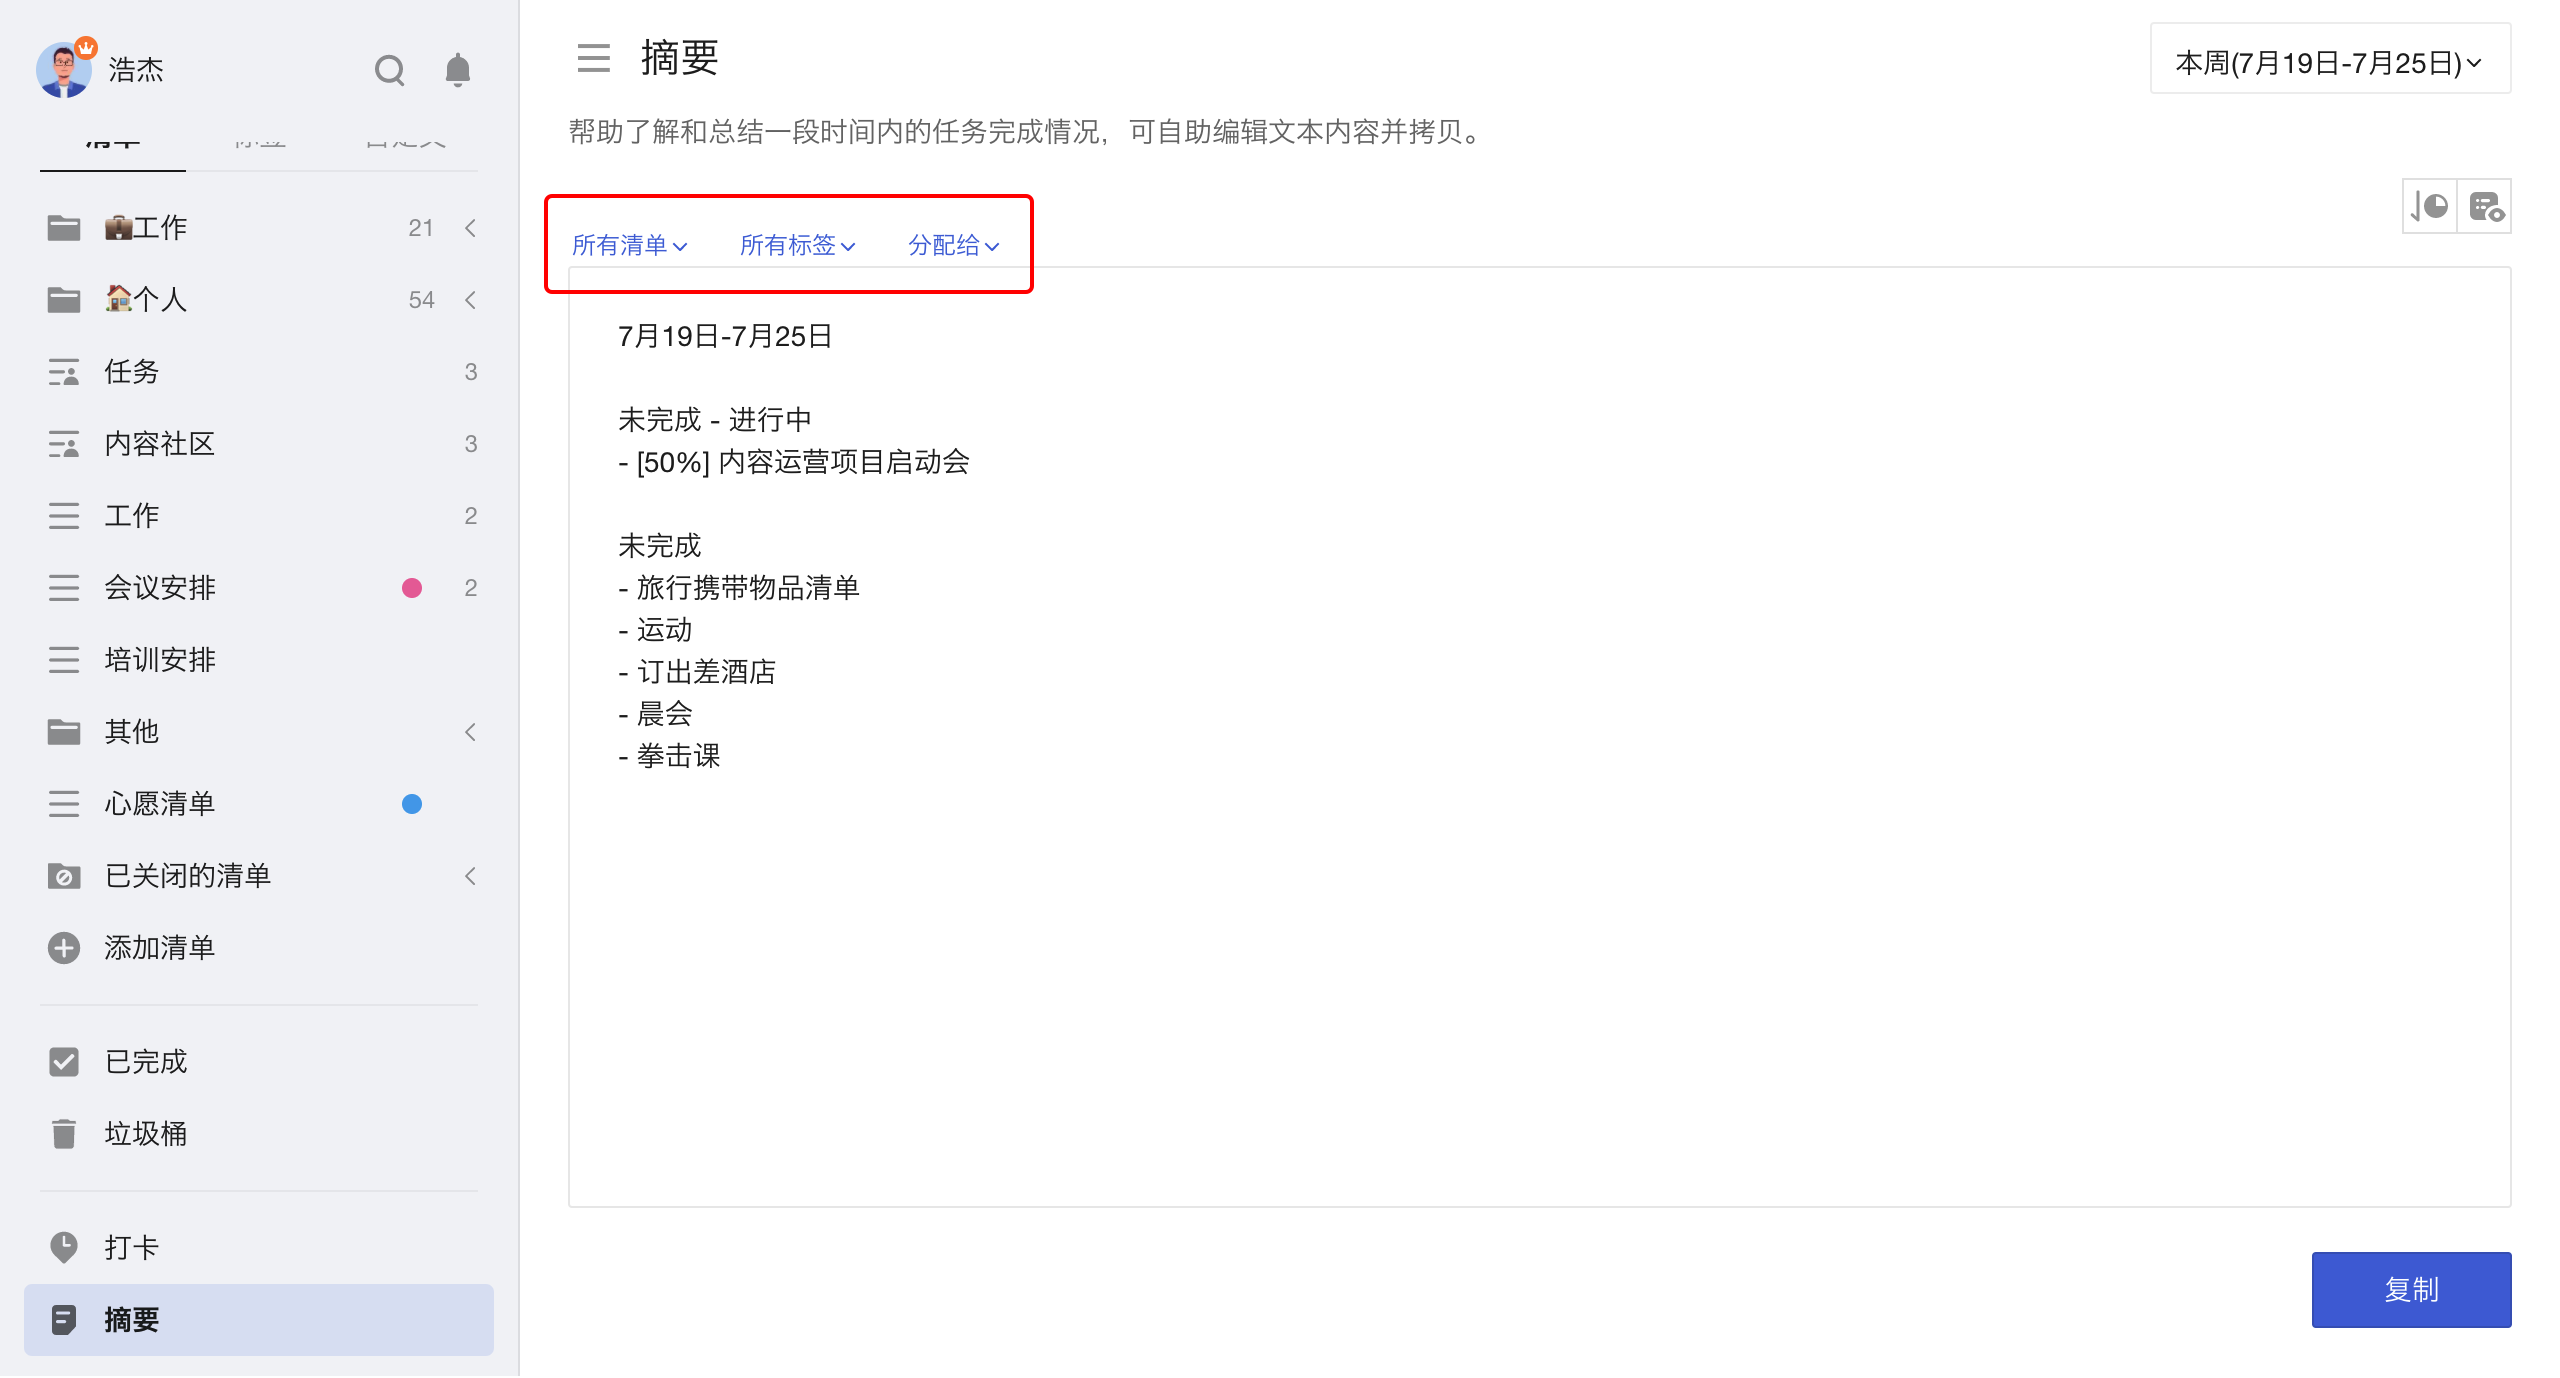 浩杰
清单 标签 自定义
工作 21
个人 54
任务 3
内容社区 3
工作 2
会议安排 2
培训安排
其他
心愿清单
已关闭的清单
添加清单
已完成
垃圾桶
打卡
摘要
摘要
本周(7月19日-7月25日)
帮助了解和总结一段时间内的任务完成情况，可自助编辑文本内容并拷贝。
所有清单 所有标签 分配给
7月19日-7月25日
未完成 - 进行中
- [50%] 内容运营项目启动会
未完成
- 旅行携带物品清单
- 运动
- 订出差酒店
- 晨会
- 拳击课
复制